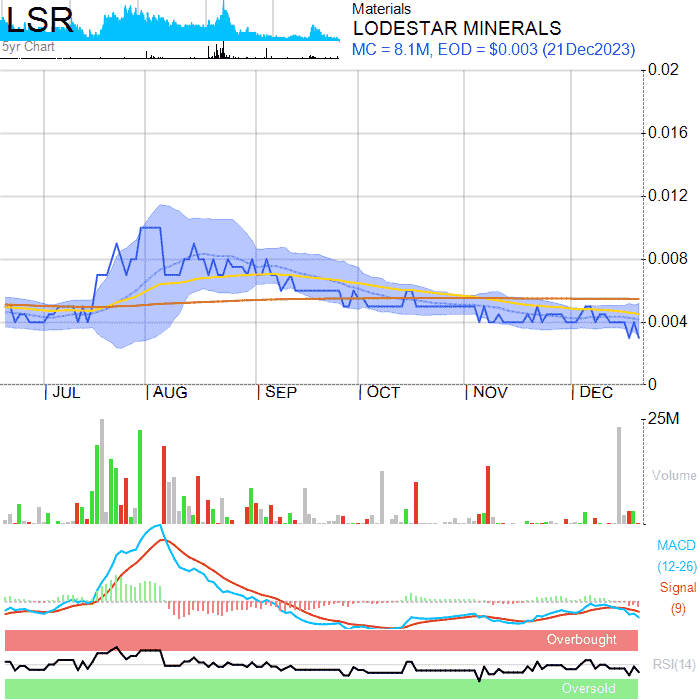 LSR
5yr Chart
Materials
LODESTAR MINERALS
MC = 8.1M, EOD = $0.003 (21Dec2023)
0.02
0.016
0.012
0.008
0.004
0
JUL AUG SEP OCT NOV DEC
25M
Volume
MACD
(12-26)
Signal
(9)
Overbought
RSI(14)
Oversold